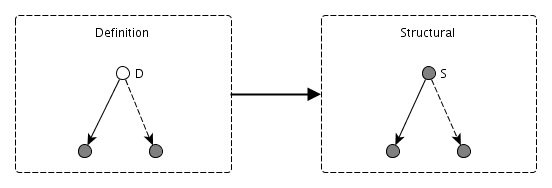 Definition
Structural
D
S